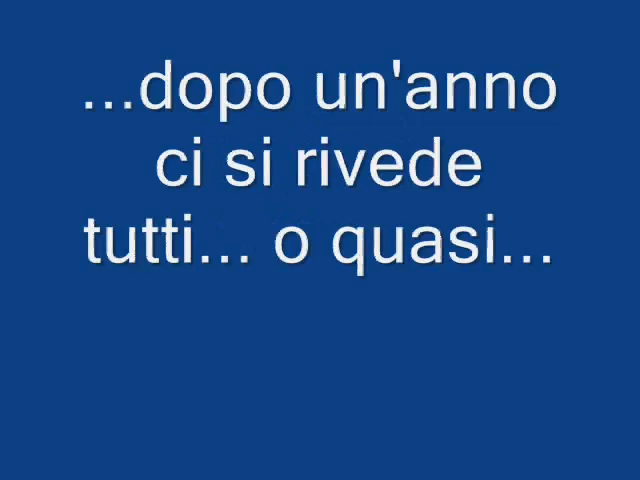 ...dopo un'anno
ci si rivede
tutti... o quasi...